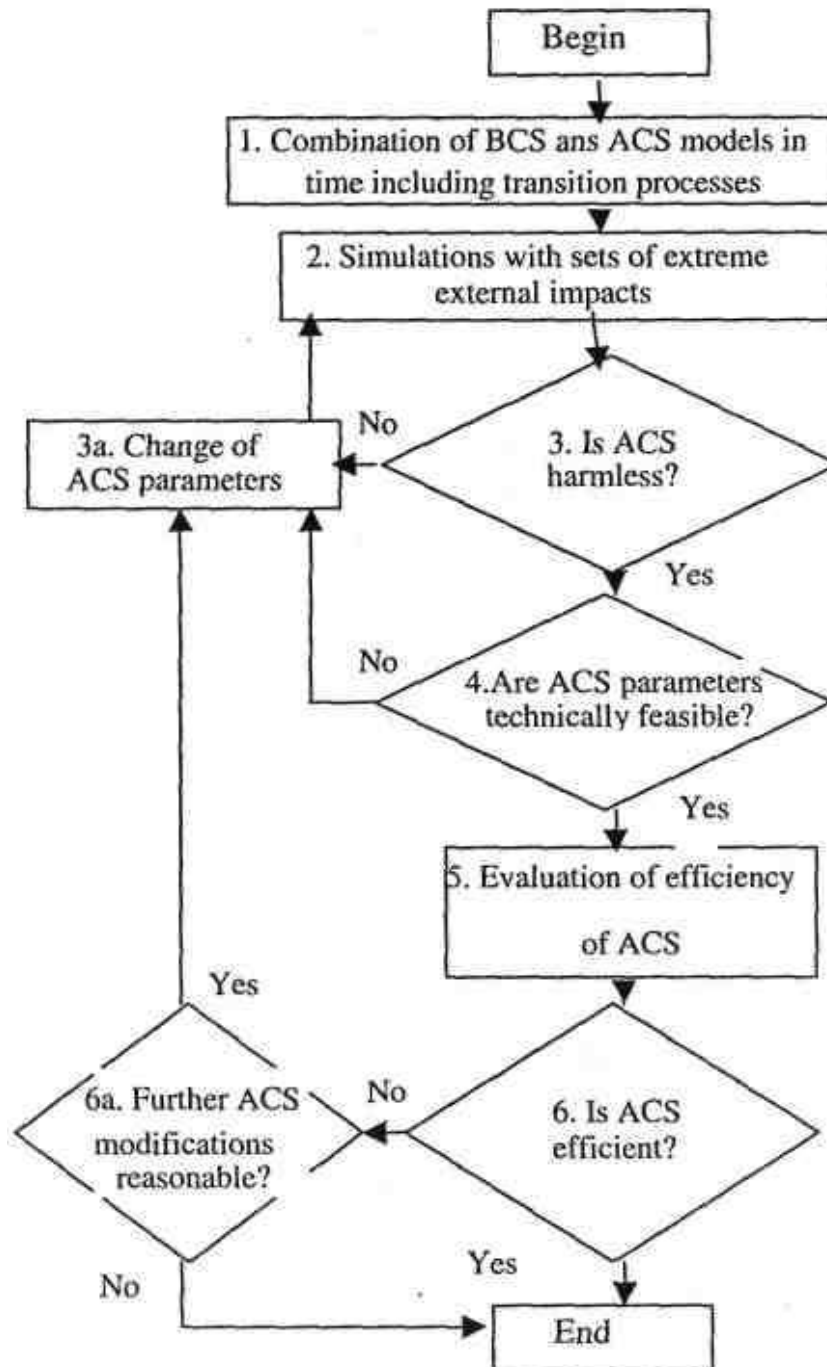 Begin
1. Combination of BCS ans ACS models in
time including transition processes
2. Simulations with sets of extreme
external impacts
No
3a. Change of
ACS parameters
3. Is ACS
harmless?
Yes
No
4.Are ACS parameters
technically feasible?
Yes
5. Evaluation of efficiency
of ACS
Yes
6a. Further ACS
modifications
reasonable?
No
6. Is ACS
efficient?
No
Yes
End